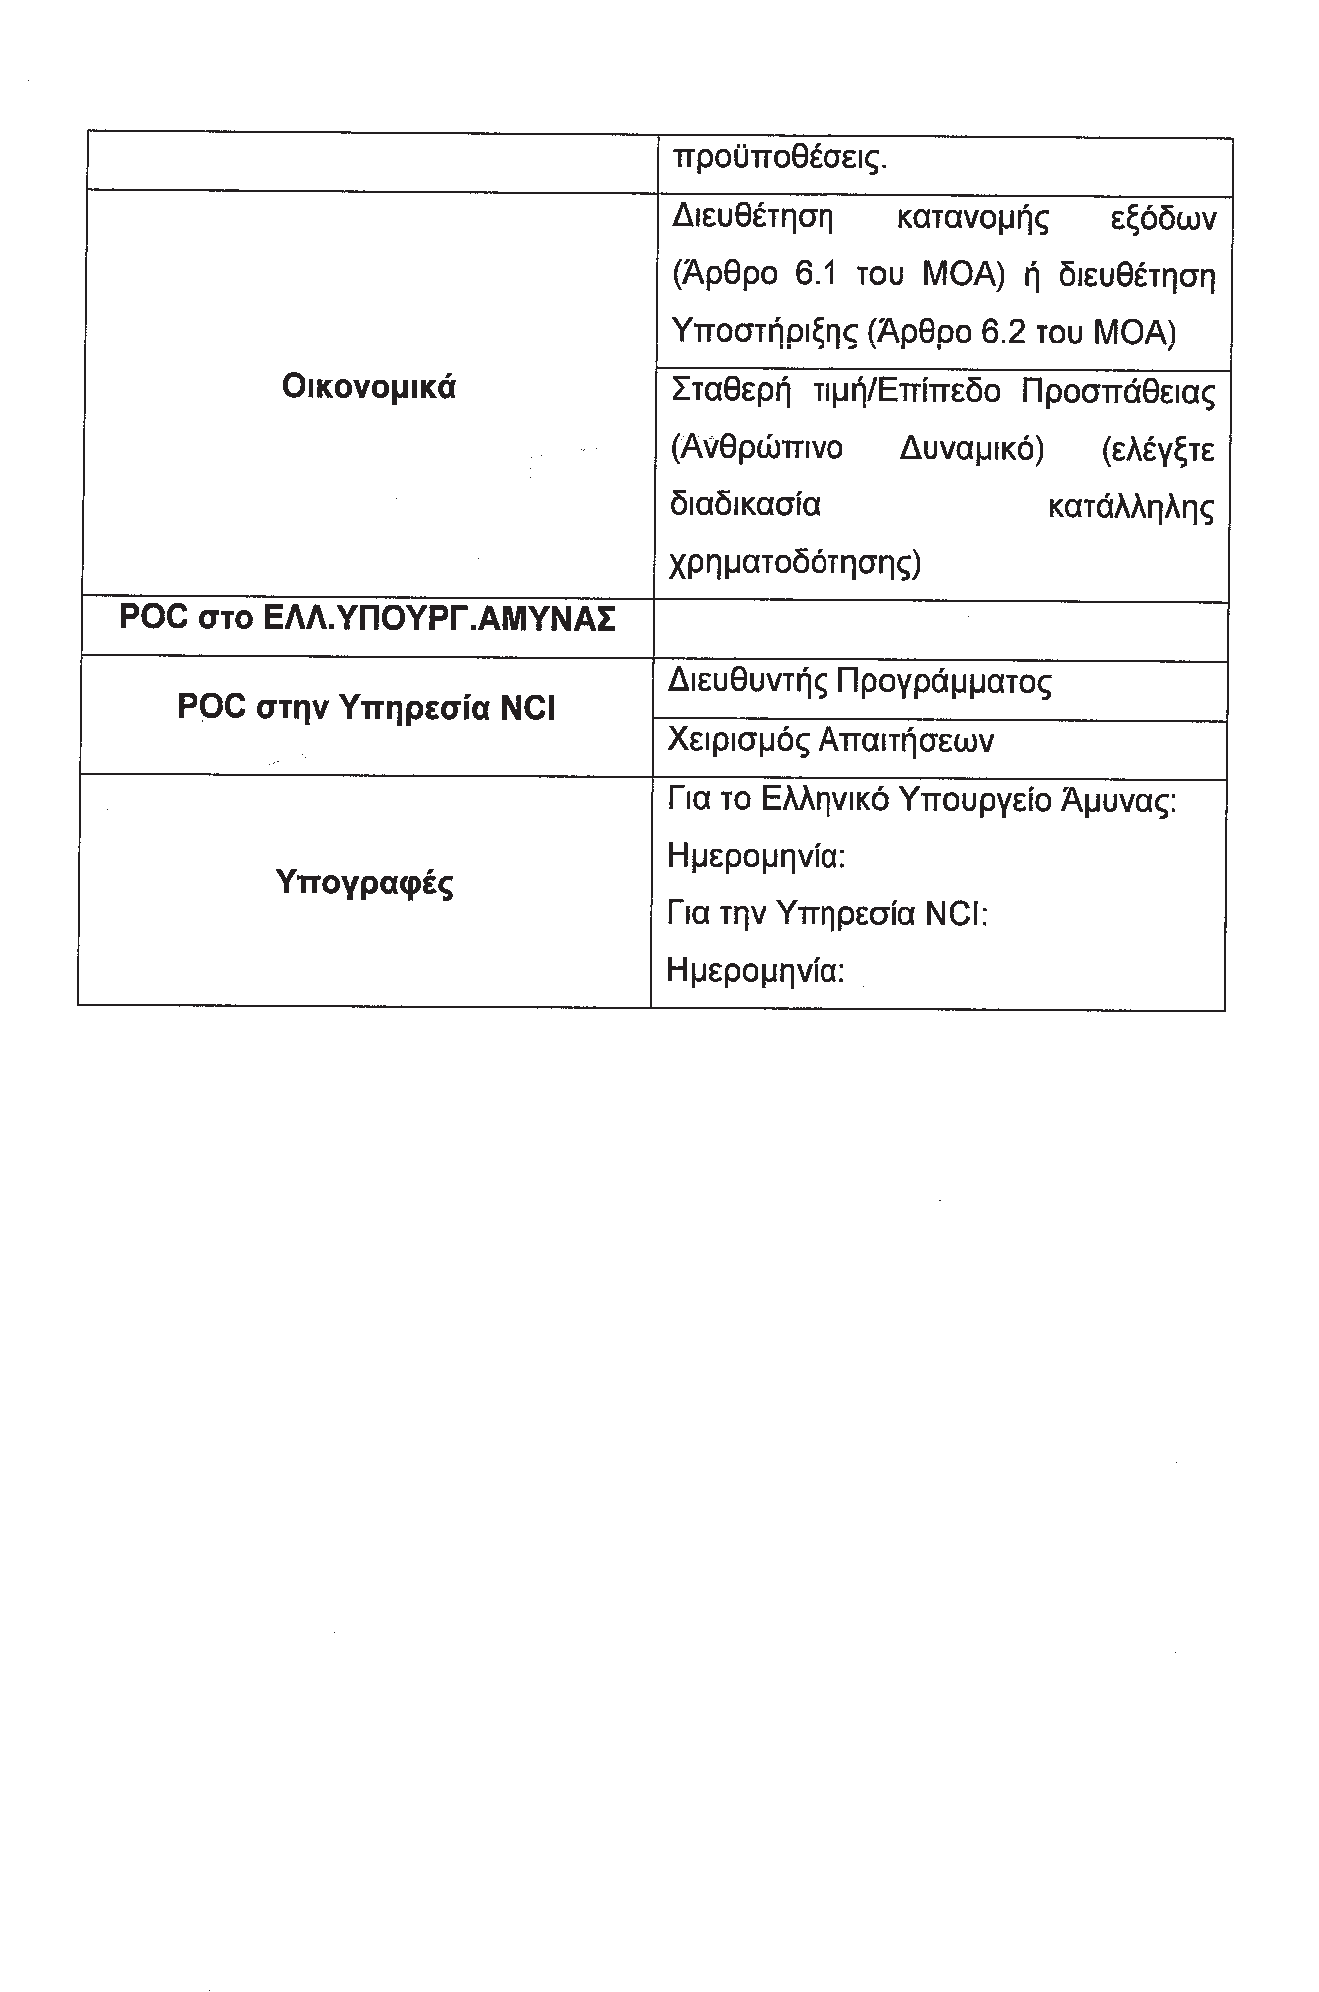 προϋποθέσεις.
Διευθέτηση κατανομής εξόδων
(Άρθρο 6.1 του ΜΟΑ) ή διευθέτηση
Υποστήριξης (Άρθρο 6.2 του ΜΟΑ)
Οικονομικά
Σταθερή τιμή/Επίπεδο Προσπάθειας
(Ανθρώπινο Δυναμικό) (ελέγξτε
διαδικασία κατάλληλης
χρηματοδότησης)
POC στο ΕΛΛ.ΥΠΟΥΡΓ.ΑΜΥΝΑΣ
POC στην Υπηρεσία NCI
Διευθυντής Προγράμματος
Χειρισμός Απαιτήσεων
Υπογραφές
Για το Ελληνικό Υπουργείο Άμυνας:
Ημερομηνία:
Για την Υπηρεσία NCI:
Ημερομηνία: